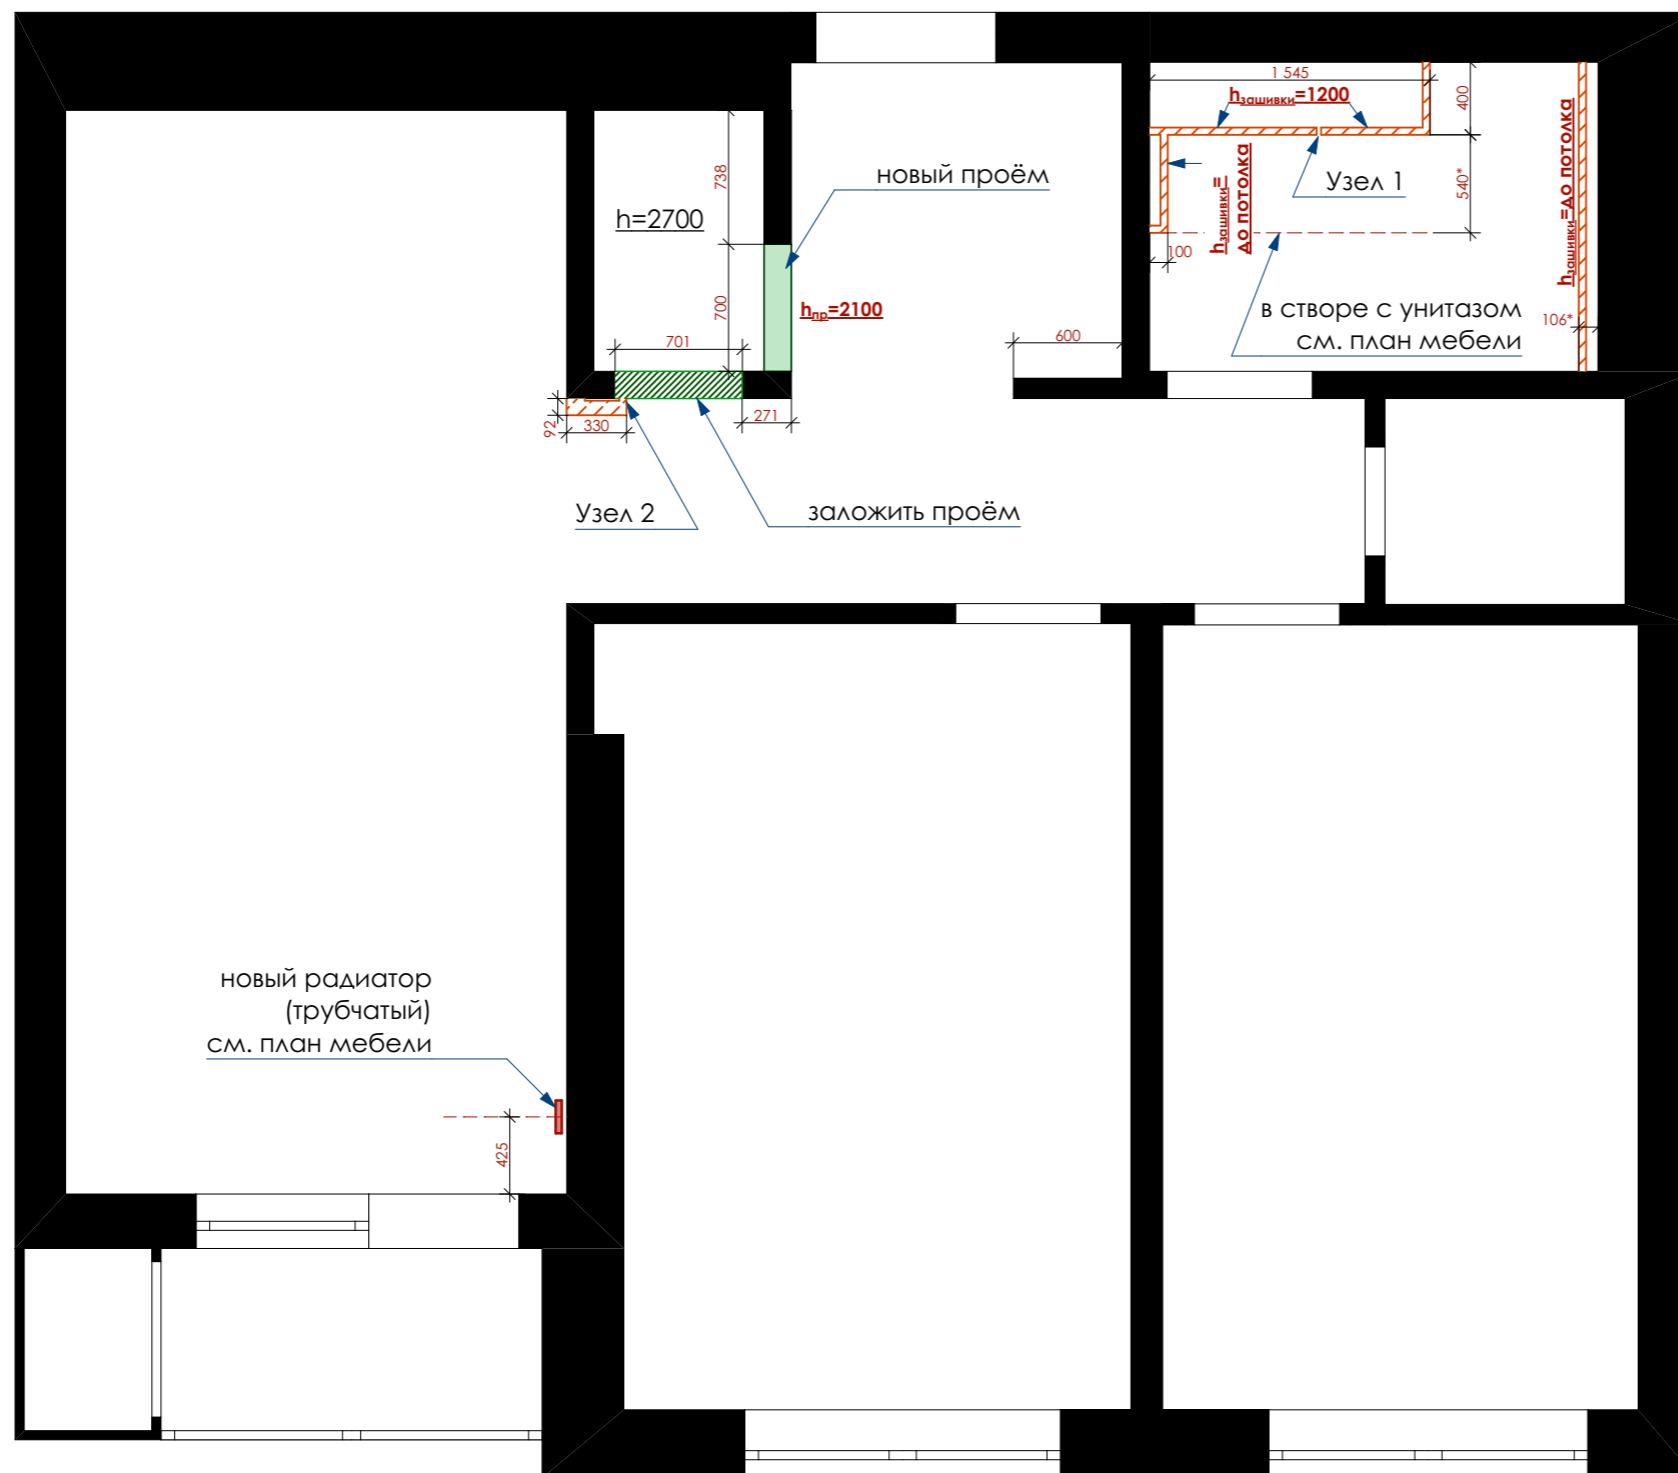 1 545
hзашивки=1200
400
hзашивки=до потолка
738
новый проём
hзашивки=
до потолка
Узел 1
540*
h=2700
100
700
hпр=2100
в створе с унитазом
см. план мебели
106*
701
600
271
92
330
Узел 2
заложить проём
новый радиатор
(трубчатый)
см. план мебели
425